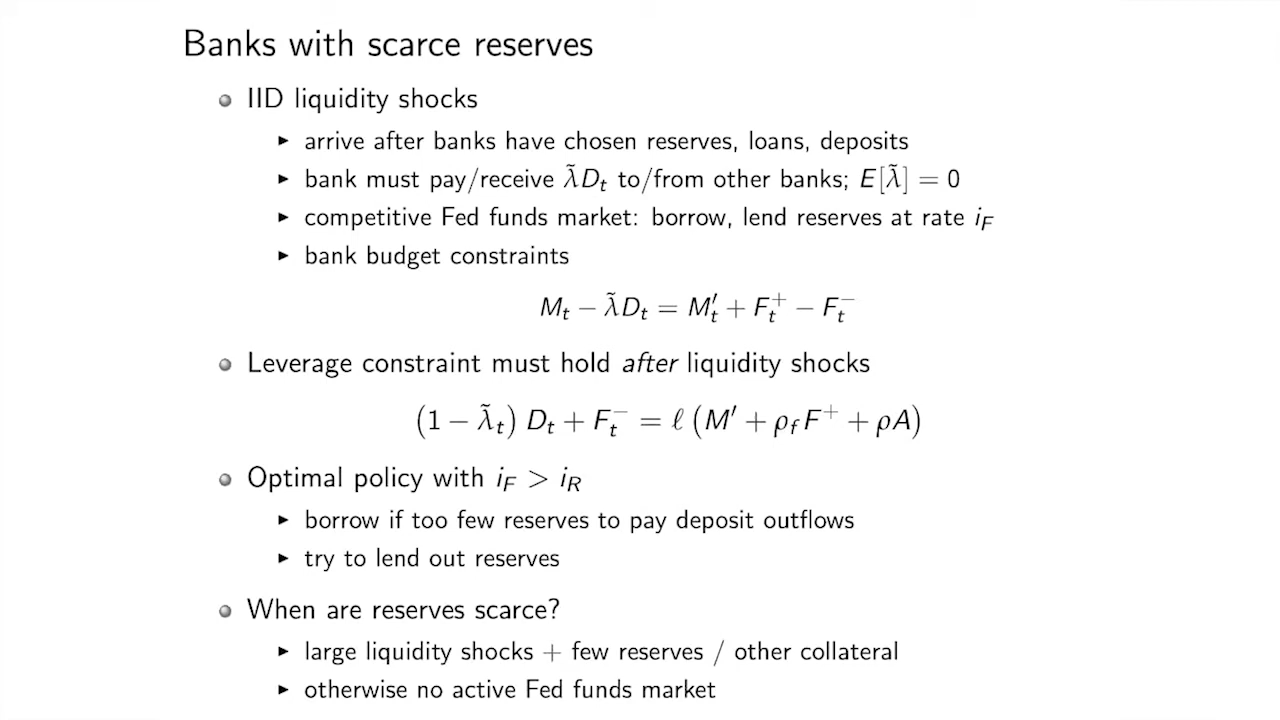 Banks with scarce reserves
IID liquidity shocks
arrive after banks have chosen reserves, loans, deposits
bank must pay/receive λ̃D_t to/from other banks; E[λ̃] = 0
competitive Fed funds market: borrow, lend reserves at rate i_F
bank budget constraints
M_t − λ̃D_t = M′_t + F_t^+ − F_t^−
Leverage constraint must hold after liquidity shocks
(1 − λ̃_t) D_t + F_t^− = ℓ (M′ + ρ_f F^+ + ρA)
Optimal policy with i_F > i_R
borrow if too few reserves to pay deposit outflows
try to lend out reserves
When are reserves scarce?
large liquidity shocks + few reserves / other collateral
otherwise no active Fed funds market